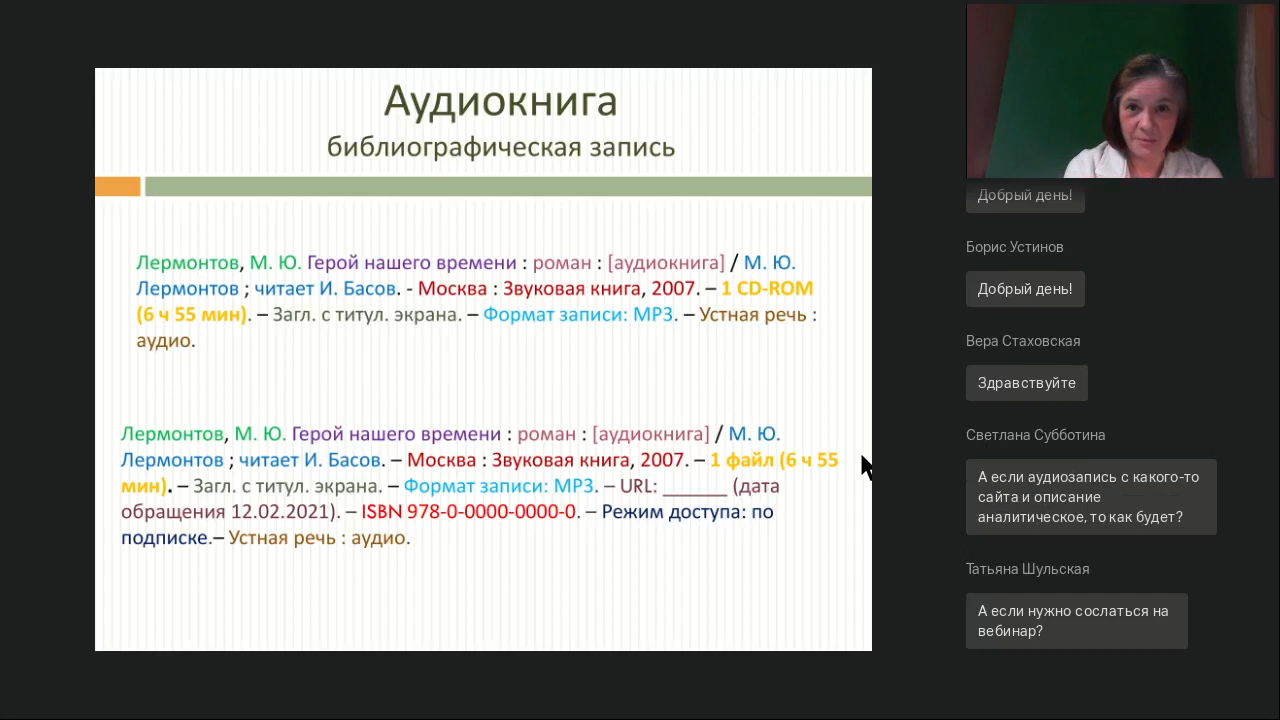 Аудиокнига
библиографическая запись
Лермонтов, М. Ю. Герой нашего времени : роман : [аудиокнига] / М. Ю.
Лермонтов ; читает И. Басов. - Москва : Звуковая книга, 2007. – 1 CD-ROM
(6 ч 55 мин). – Загл. с титул. экрана. – Формат записи: MP3. – Устная речь :
аудио.
Лермонтов, М. Ю. Герой нашего времени : роман : [аудиокнига] / М. Ю.
Лермонтов ; читает И. Басов. – Москва : Звуковая книга, 2007. – 1 файл (6 ч 55
мин). – Загл. с титул. экрана. – Формат записи: MP3. – URL: ______ (дата
обращения 12.02.2021). – ISBN 978-0-0000-0000-0. – Режим доступа: по
подписке.– Устная речь : аудио.
Добрый день!
Борис Устинов
Добрый день!
Вера Стаховская
Здравствуйте
Светлана Субботина
А если аудиозапись с какого-то
сайта и описание
аналитическое, то как будет?
Татьяна Шульская
А если нужно сослаться на
вебинар?